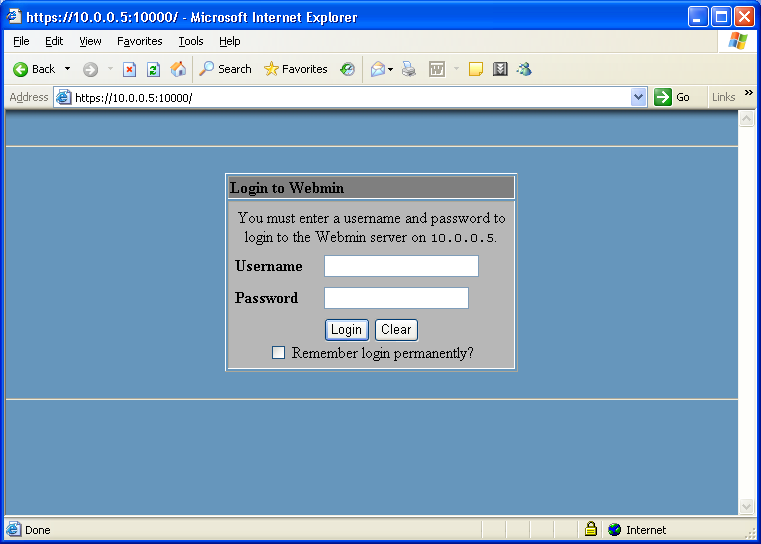 https://10.0.0.5:10000/ - Microsoft Internet Explorer
File Edit View Favorites Tools Help
Back Search Favorites
Address https://10.0.0.5:10000/ Go Links »
Login to Webmin
You must enter a username and password to
login to the Webmin server on 10.0.0.5.
Username
Password
Login Clear
Remember login permanently?
Done Internet